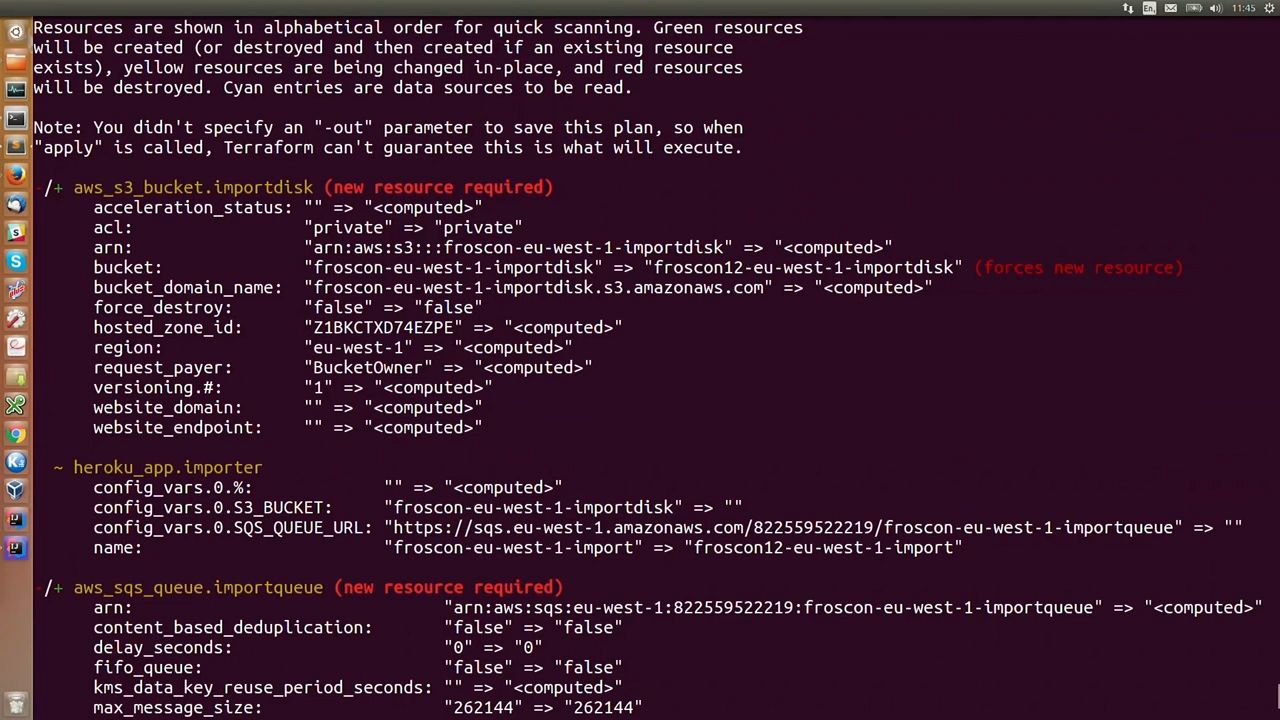 En
11:45
Resources are shown in alphabetical order for quick scanning. Green resources
will be created (or destroyed and then created if an existing resource
exists), yellow resources are being changed in-place, and red resources
will be destroyed. Cyan entries are data sources to be read.
Note: You didn't specify an "-out" parameter to save this plan, so when
"apply" is called, Terraform can't guarantee this is what will execute.
-/+ aws_s3_bucket.importdisk (new resource required)
acceleration_status: "" => "<computed>"
acl: "private" => "private"
arn: "arn:aws:s3:::froscon-eu-west-1-importdisk" => "<computed>"
bucket: "froscon-eu-west-1-importdisk" => "froscon12-eu-west-1-importdisk" (forces new resource)
bucket_domain_name: "froscon-eu-west-1-importdisk.s3.amazonaws.com" => "<computed>"
force_destroy: "false" => "false"
hosted_zone_id: "Z1BKCTXD74EZPE" => "<computed>"
region: "eu-west-1" => "<computed>"
request_payer: "BucketOwner" => "<computed>"
versioning.#: "1" => "<computed>"
website_domain: "" => "<computed>"
website_endpoint: "" => "<computed>"
~ heroku_app.importer
config_vars.0.%: "" => "<computed>"
config_vars.0.S3_BUCKET: "froscon-eu-west-1-importdisk" => ""
config_vars.0.SQS_QUEUE_URL: "https://sqs.eu-west-1.amazonaws.com/822559522219/froscon-eu-west-1-importqueue" => ""
name: "froscon-eu-west-1-import" => "froscon12-eu-west-1-import"
-/+ aws_sqs_queue.importqueue (new resource required)
arn: "arn:aws:sqs:eu-west-1:822559522219:froscon-eu-west-1-importqueue" => "<computed>"
content_based_deduplication: "false" => "false"
delay_seconds: "0" => "0"
fifo_queue: "false" => "false"
kms_data_key_reuse_period_seconds: "" => "<computed>"
max_message_size: "262144" => "262144"